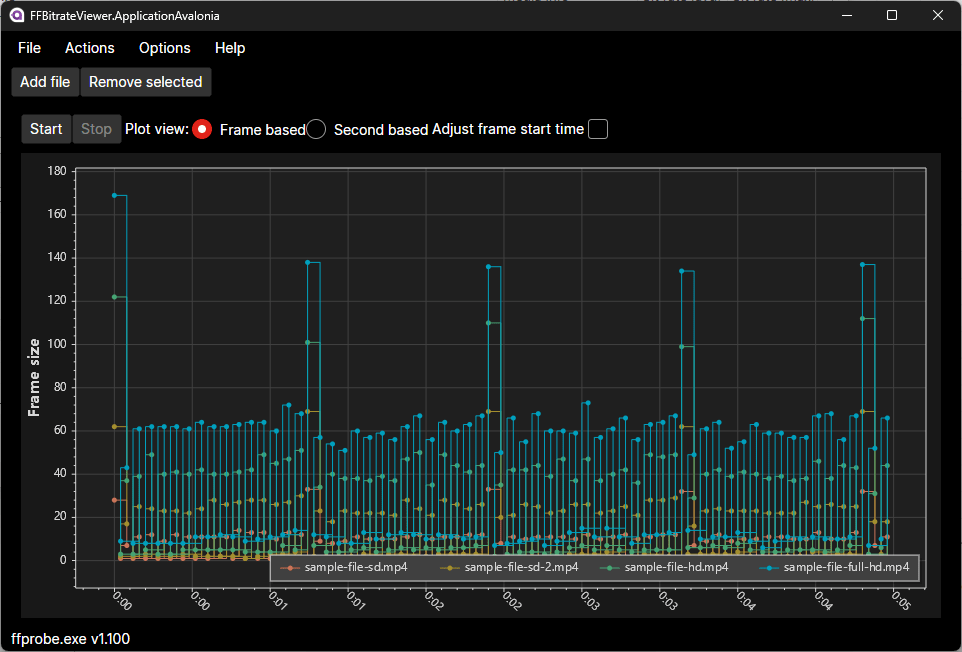 FFBitrateViewer.ApplicationAvalonia
File Actions Options Help
Add file Remove selected
Start Stop Plot view: Frame based Second based Adjust frame start time
180
160
140
120
100
80
60
40
20
0
Frame size
sample-file-sd.mp4 sample-file-sd-2.mp4 sample-file-hd.mp4 sample-file-full-hd.mp4
0:00 0:00 0:01 0:01 0:02 0:02 0:03 0:03 0:04 0:04 0:05
ffprobe.exe v1.100